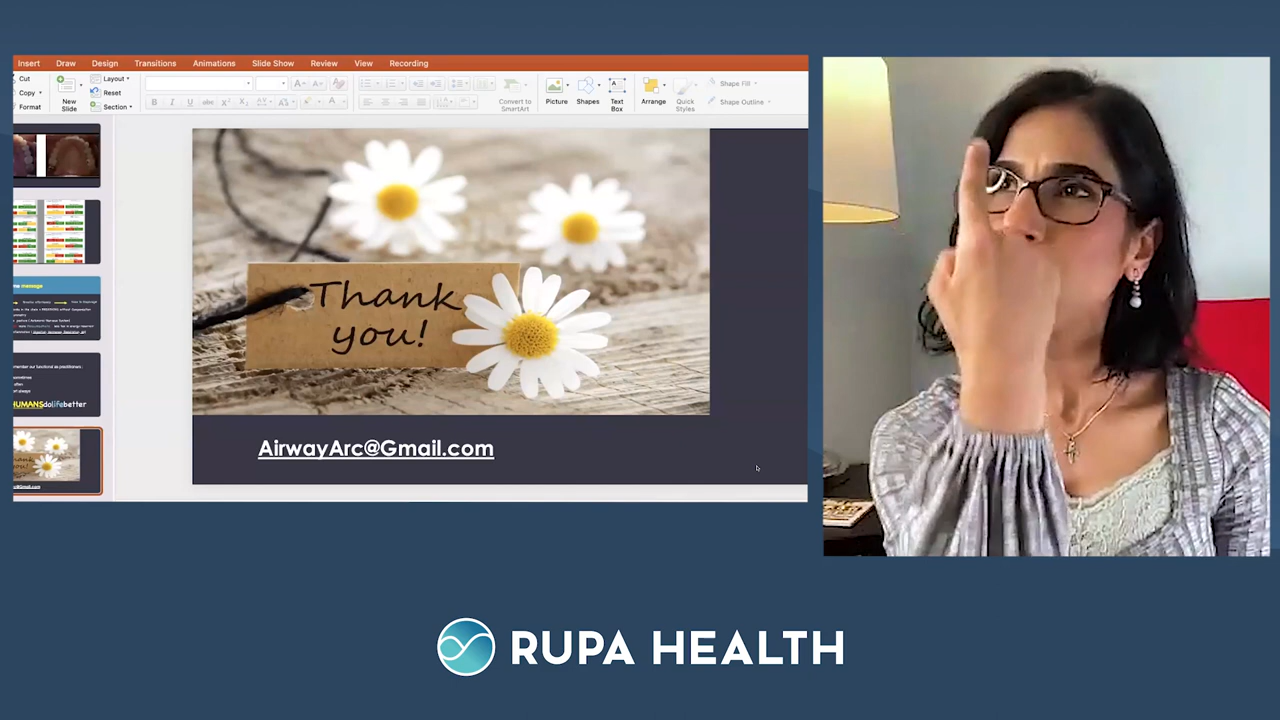 Insert Draw Design Transitions Animations Slide Show Review View Recording
Cut
Copy
Format
New
Slide
Layout
Reset
Section
Convert to
SmartArt
Picture
Shapes
Text
Box
Arrange
Quick
Styles
Shape Fill
Shape Outline
message
HUMANSdolifebetter
Thank
you!
AirwayArc@Gmail.com
RUPA HEALTH